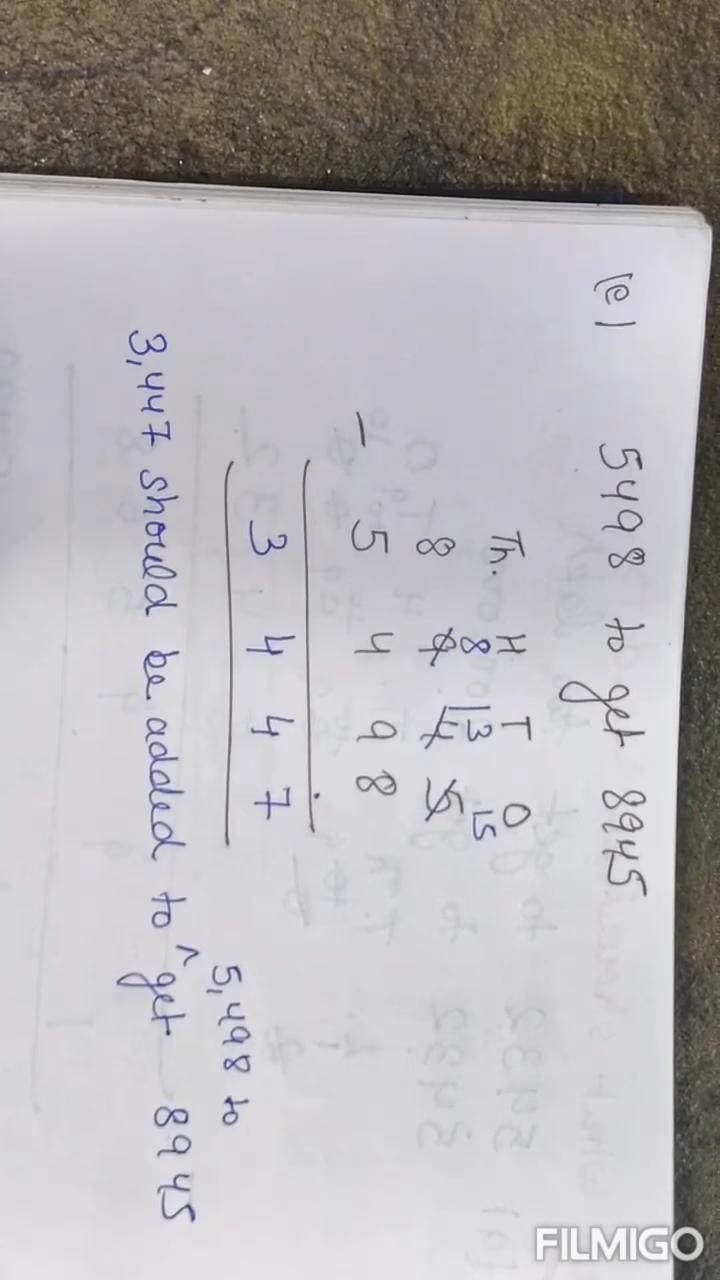 (e) 5498 to get 8945
Th. H T O
8 13 15
8 9 4 5
- 5 4 9 8
3 4 4 7
5,498 to
3,447 should be added to ^ get 8945
FILMIGO